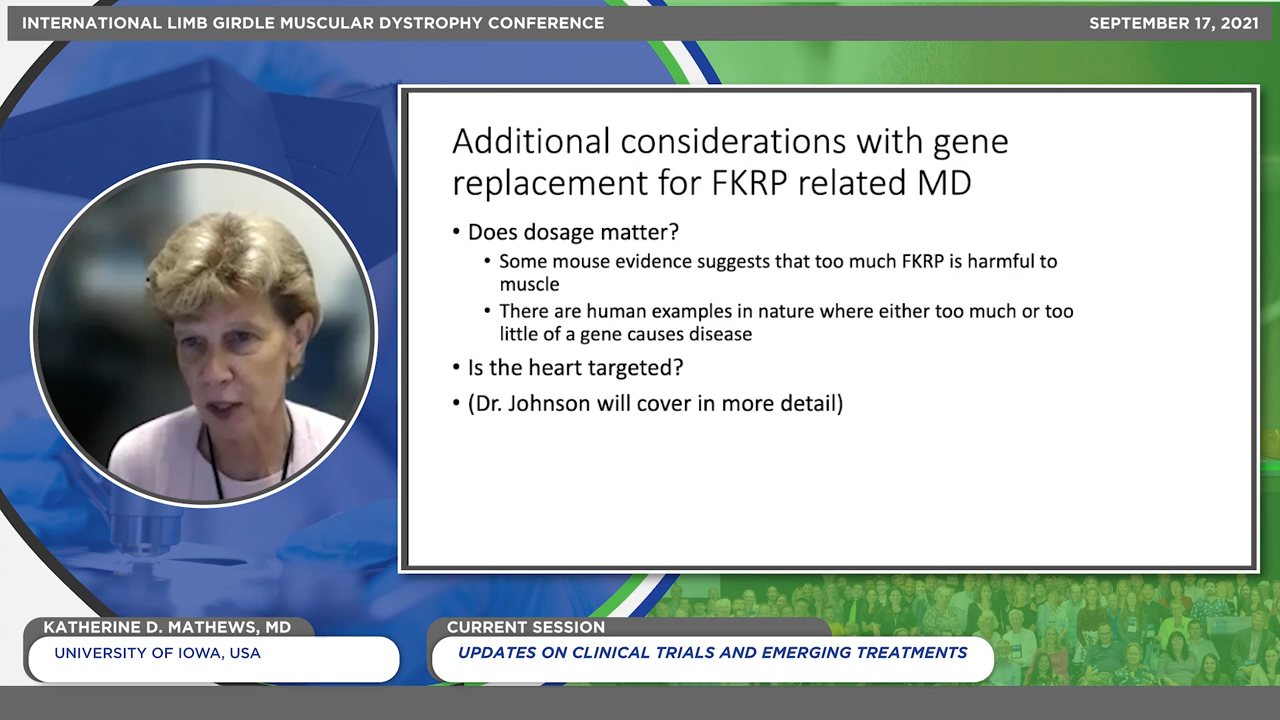 INTERNATIONAL LIMB GIRDLE MUSCULAR DYSTROPHY CONFERENCE
SEPTEMBER 17, 2021
Additional considerations with gene
replacement for FKRP related MD
• Does dosage matter?
• Some mouse evidence suggests that too much FKRP is harmful to
muscle
• There are human examples in nature where either too much or too
little of a gene causes disease
• Is the heart targeted?
• (Dr. Johnson will cover in more detail)
KATHERINE D. MATHEWS, MD
UNIVERSITY OF IOWA, USA
CURRENT SESSION
UPDATES ON CLINICAL TRIALS AND EMERGING TREATMENTS